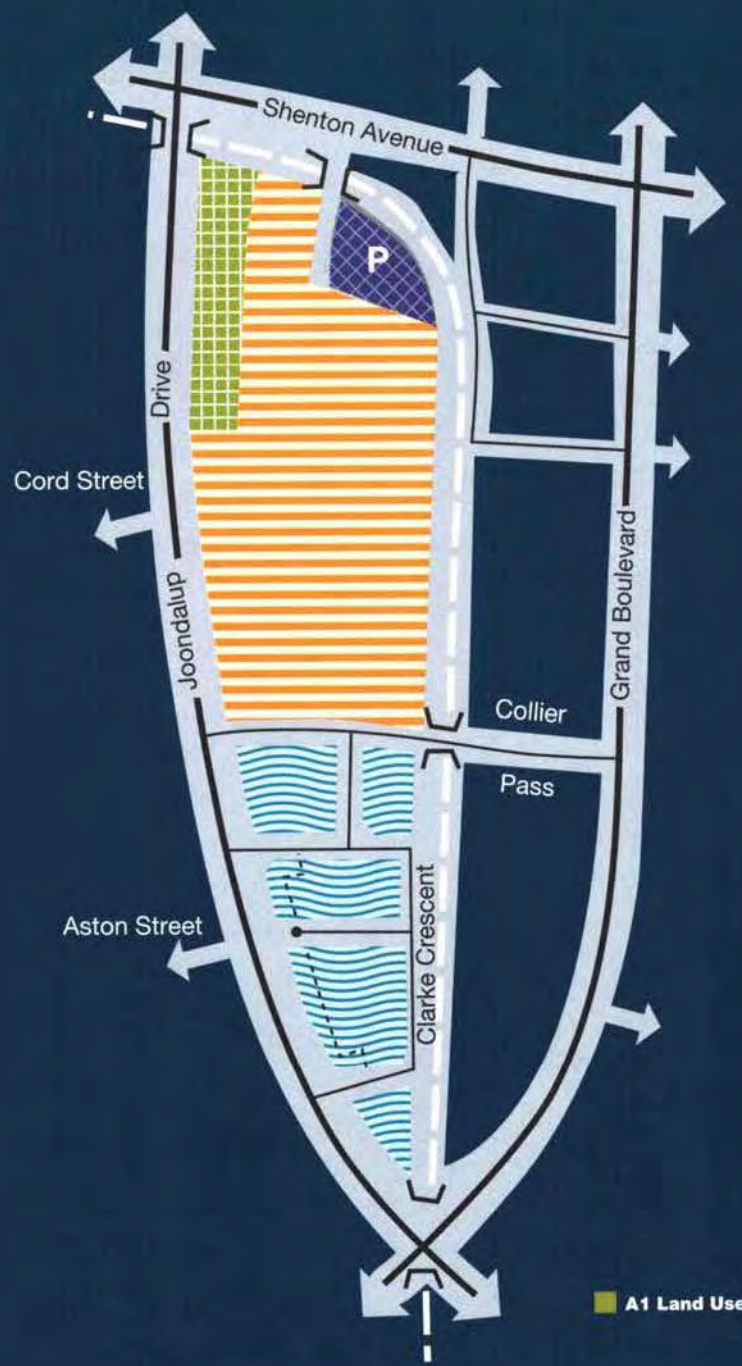 Shenton Avenue
P
Drive
Cord Street
Joondalup
Grand Boulevard
Collier
Pass
Aston Street
Clarke Crescent
A1 Land Use